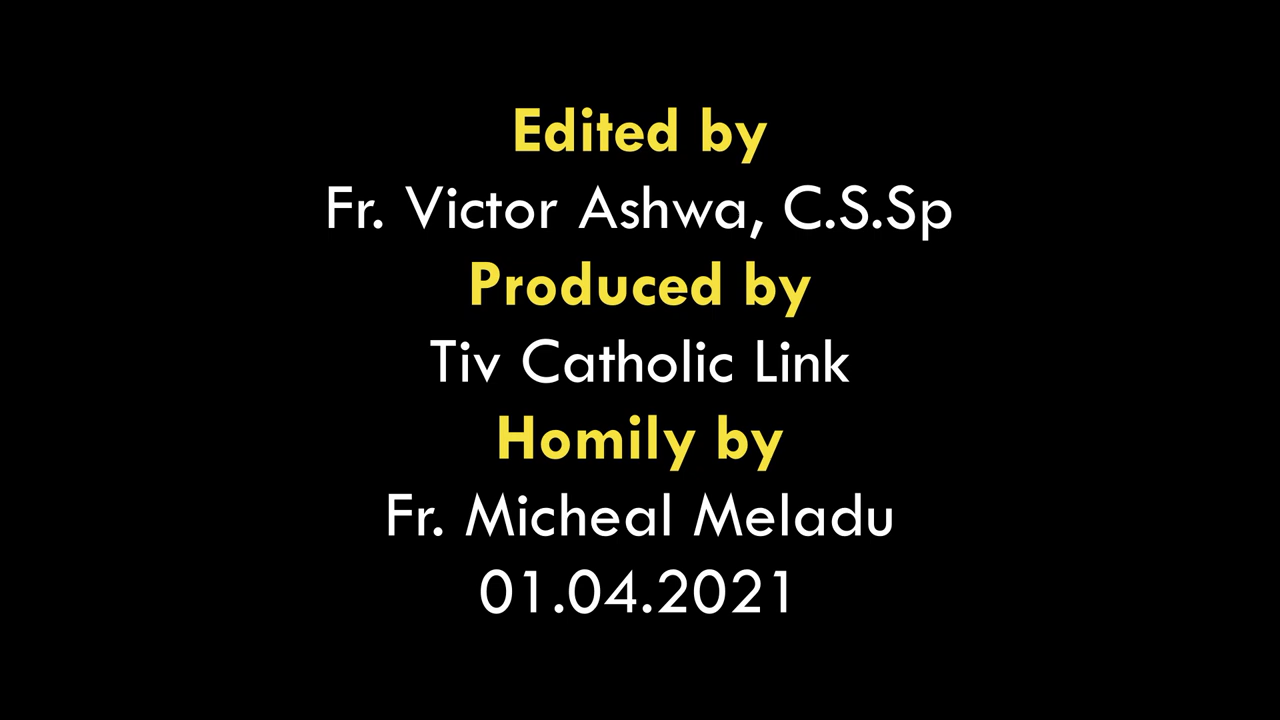 Edited by
Fr. Victor Ashwa, C.S.Sp
Produced by
Tiv Catholic Link
Homily by
Fr. Micheal Meladu
01.04.2021